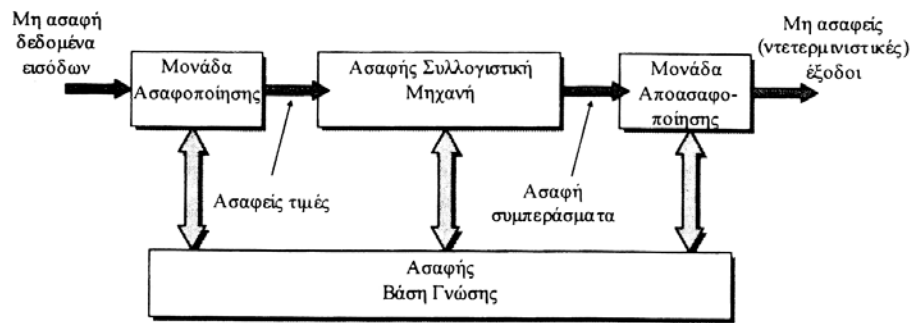 Μη ασαφή
δεδομένα
εισόδων
Μονάδα
Ασαφοποίησης
Ασαφής Συλλογιστική
Μηχανή
Μονάδα
Αποασαφο-
ποίησης
Μη ασαφείς
(ντετερμινιστικές)
έξοδοι
Ασαφείς τιμές
Ασαφή
συμπεράσματα
Ασαφής
Βάση Γνώσης